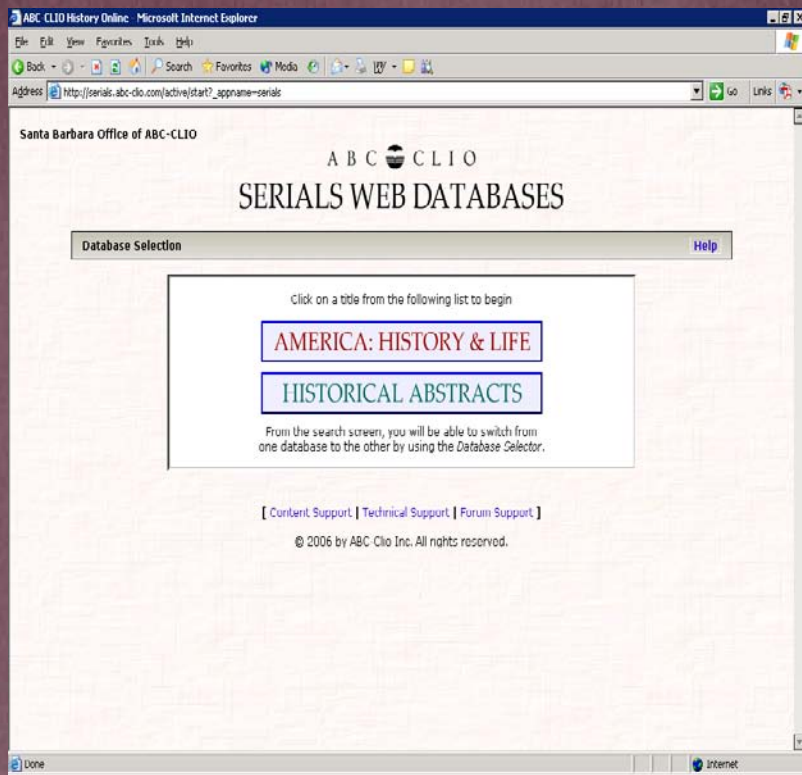 ABC-CLIO History Online - Microsoft Internet Explorer
File Edit View Favorites Tools Help
Back Search Favorites Media
Address http://serials.abc-clio.com/active/start?_appname=serials Go Links
Santa Barbara Office of ABC-CLIO
ABC CLIO
SERIALS WEB DATABASES
Database Selection Help
Click on a title from the following list to begin
AMERICA: HISTORY & LIFE
HISTORICAL ABSTRACTS
From the search screen, you will be able to switch from
one database to the other by using the Database Selector.
[ Content Support | Technical Support | Forum Support ]
© 2006 by ABC Clio Inc. All rights reserved.
Done Internet